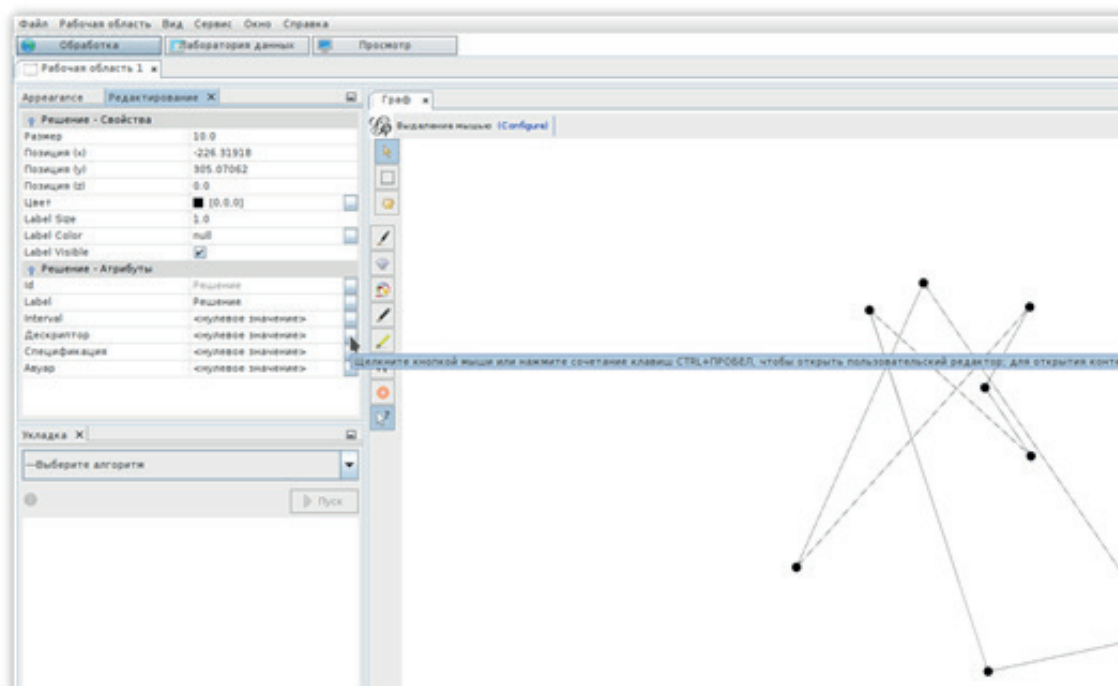 Файл Рабочая область Вид Сервис Окно Справка
Обработка Лаборатория данных Просмотр
Рабочая область 1
Appearance Редактирование
Граф
Решение - Свойства
Выделения мышью (Configure)
Размер 10.0
Позиция (x) -226.31918
Позиция (y) 305.07062
Позиция (z) 0.0
Цвет [0,0,0]
Label Size 1.0
Label Color null
Label Visible
Решение - Атрибуты
Id Решение
Label Решение
Interval <нулевое значение>
Дескриптор <нулевое значение>
Спецификация <нулевое значение>
Авуар <нулевое значение>
Щелкните кнопкой мыши или нажмите сочетание клавиш CTRL+ПРОБЕЛ, чтобы открыть пользовательский редактор; для открытия конте
Укладка
---Выберите алгоритм
Пуск